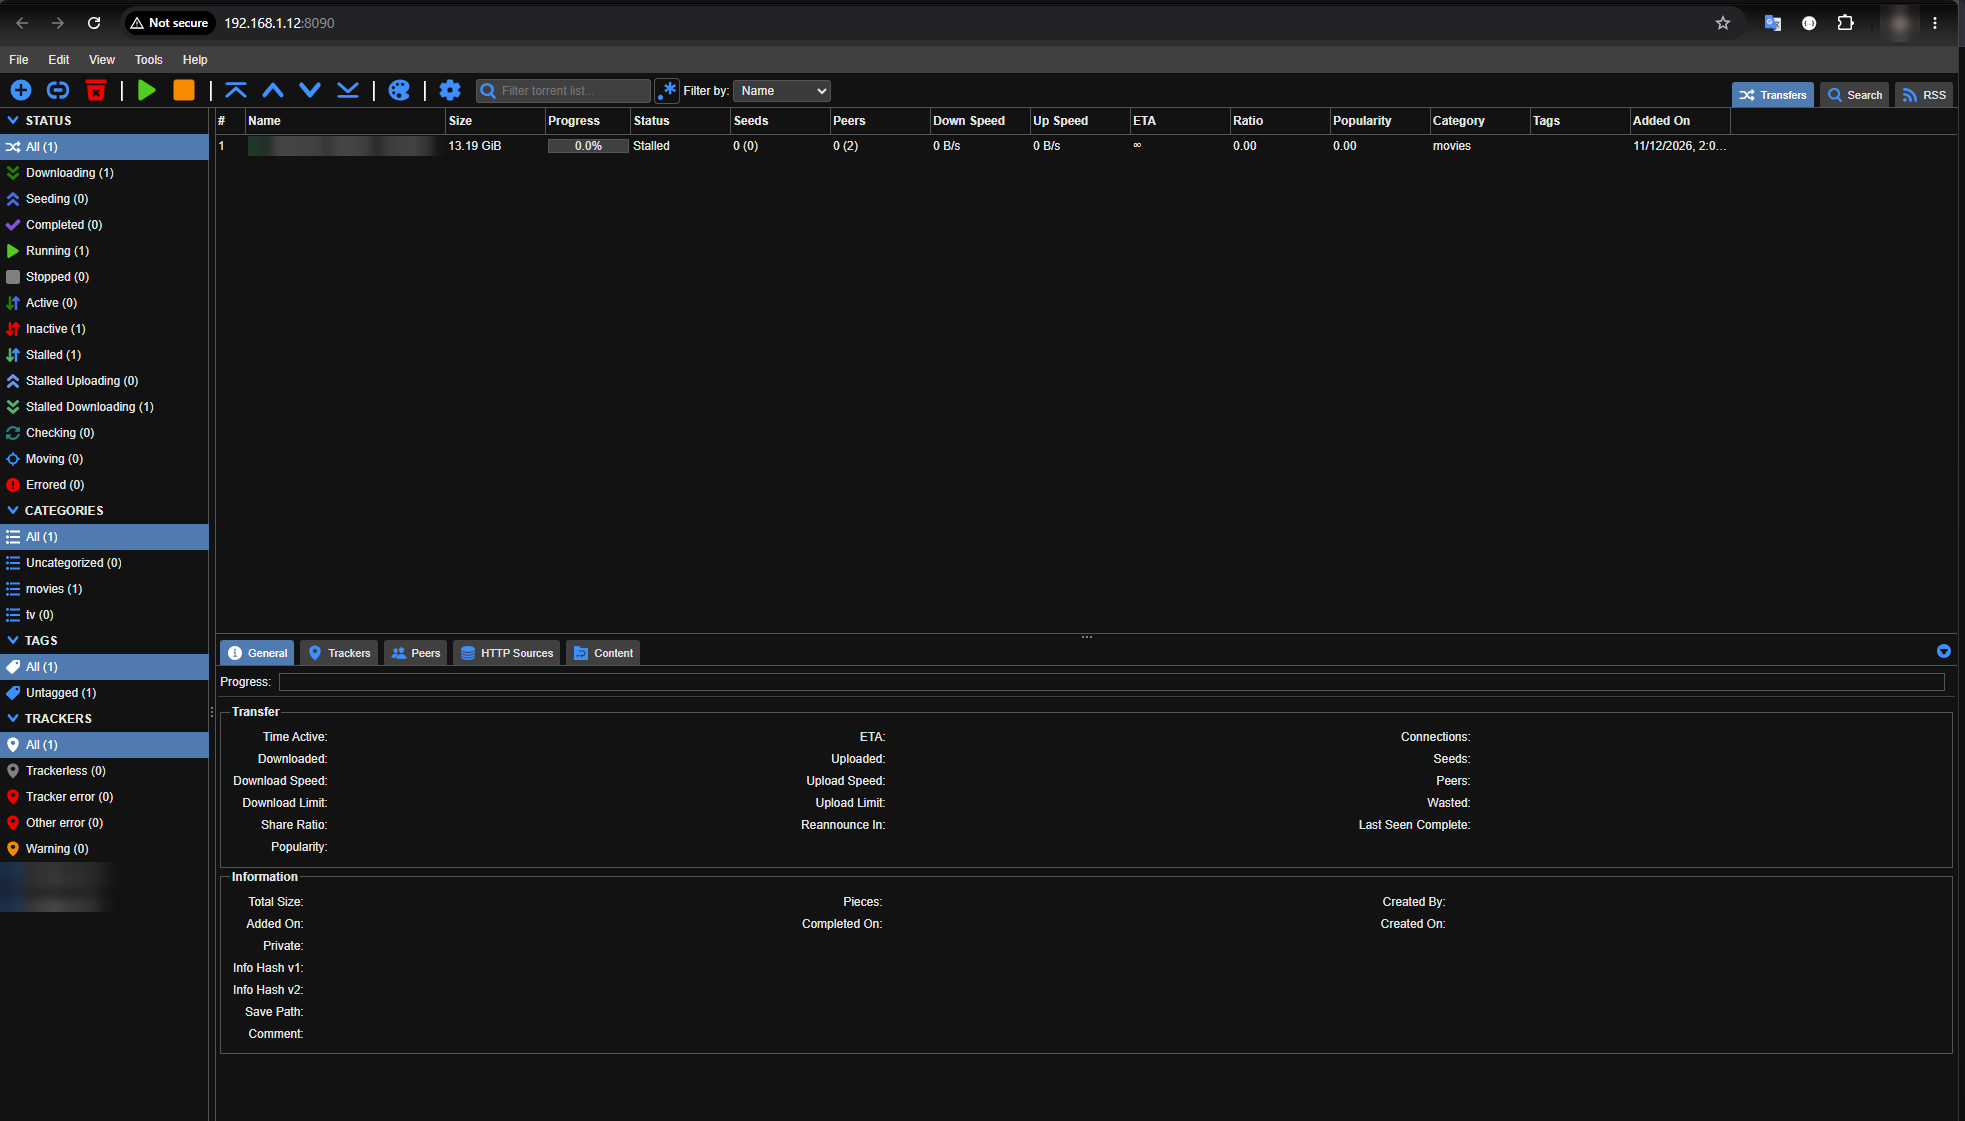 Not secure 192.168.1.12:8090
File Edit View Tools Help
Filter torrent list... .* Filter by: Name Transfers Search RSS
STATUS
All (1)
Downloading (1)
Seeding (0)
Completed (0)
Running (1)
Stopped (0)
Active (0)
Inactive (1)
Stalled (1)
Stalled Uploading (0)
Stalled Downloading (1)
Checking (0)
Moving (0)
Errored (0)
CATEGORIES
All (1)
Uncategorized (0)
movies (1)
tv (0)
TAGS
All (1)
Untagged (1)
TRACKERS
All (1)
Trackerless (0)
Tracker error (0)
Other error (0)
Warning (0)
# Name Size Progress Status Seeds Peers Down Speed Up Speed ETA Ratio Popularity Category Tags Added On
1 13.19 GiB 0.0% Stalled 0 (0) 0 (2) 0 B/s 0 B/s ∞ 0.00 0.00 movies 11/12/2026, 2:0...
General Trackers Peers HTTP Sources Content
Progress:
Transfer
Time Active: ETA: Connections:
Downloaded: Uploaded: Seeds:
Download Speed: Upload Speed: Peers:
Download Limit: Upload Limit: Wasted:
Share Ratio: Reannounce In: Last Seen Complete:
Popularity:
Information
Total Size: Pieces: Created By:
Added On: Completed On: Created On:
Private:
Info Hash v1:
Info Hash v2:
Save Path:
Comment: